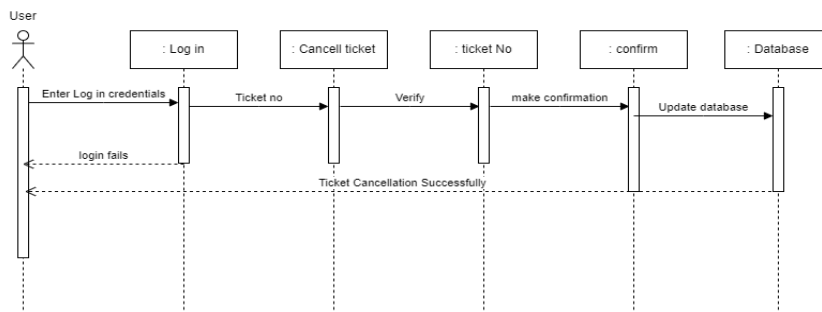 User
: Log in
: Cancell ticket
: ticket No
: confirm
: Database
Enter Log in credentials
Ticket no
Verify
make confirmation
Update database
login fails
Ticket Cancellation Successfully